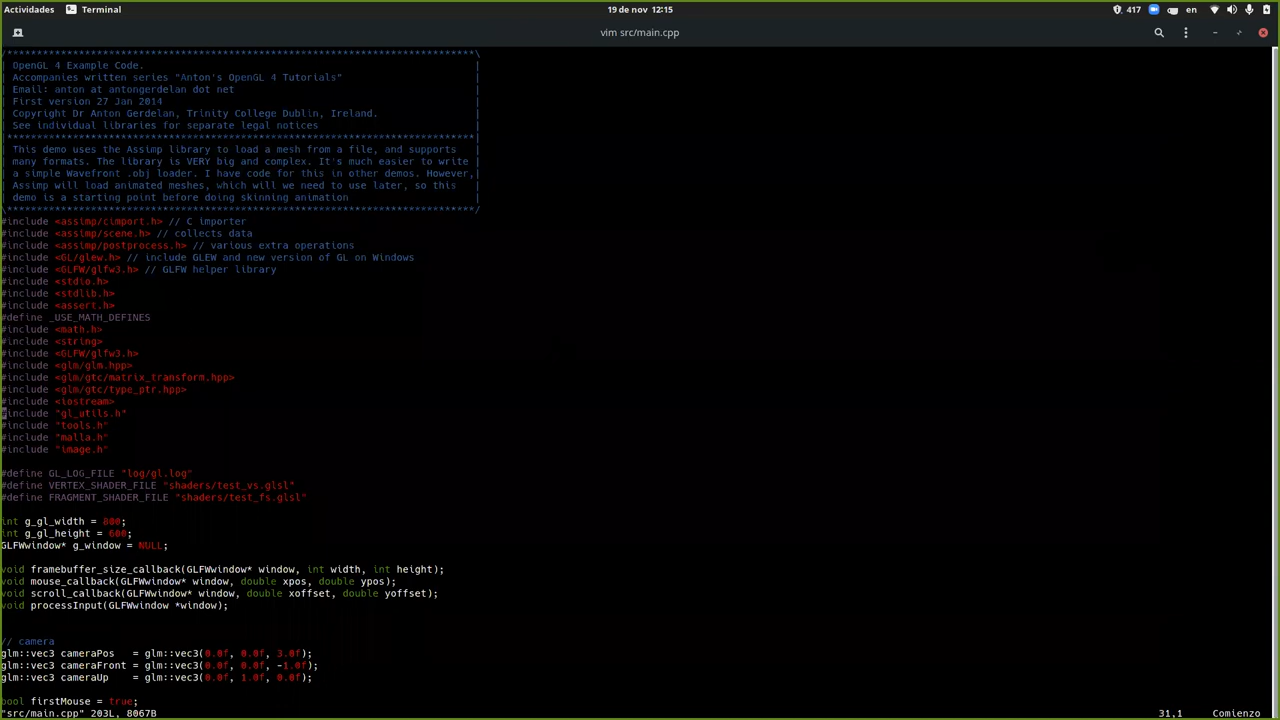 Actividades Terminal 19 de nov 12:15 417 en
vim src/main.cpp
/******************************************************************************\
| OpenGL 4 Example Code. |
| Accompanies written series "Anton's OpenGL 4 Tutorials" |
| Email: anton at antongerdelan dot net |
| First version 27 Jan 2014 |
| Copyright Dr Anton Gerdelan, Trinity College Dublin, Ireland. |
| See individual libraries for separate legal notices |
|******************************************************************************|
| This demo uses the Assimp library to load a mesh from a file, and supports |
| many formats. The library is VERY big and complex. It's much easier to write |
| a simple Wavefront .obj loader. I have code for this in other demos. However,|
| Assimp will load animated meshes, which will we need to use later, so this |
| demo is a starting point before doing skinning animation |
\******************************************************************************/
#include <assimp/cimport.h> // C importer
#include <assimp/scene.h> // collects data
#include <assimp/postprocess.h> // various extra operations
#include <GL/glew.h> // include GLEW and new version of GL on Windows
#include <GLFW/glfw3.h> // GLFW helper library
#include <stdio.h>
#include <stdlib.h>
#include <assert.h>
#define _USE_MATH_DEFINES
#include <math.h>
#include <string>
#include <GLFW/glfw3.h>
#include <glm/glm.hpp>
#include <glm/gtc/matrix_transform.hpp>
#include <glm/gtc/type_ptr.hpp>
#include <iostream>
#include "gl_utils.h"
#include "tools.h"
#include "malla.h"
#include "image.h"
#define GL_LOG_FILE "log/gl.log"
#define VERTEX_SHADER_FILE "shaders/test_vs.glsl"
#define FRAGMENT_SHADER_FILE "shaders/test_fs.glsl"
int g_gl_width = 800;
int g_gl_height = 600;
GLFWwindow* g_window = NULL;
void framebuffer_size_callback(GLFWwindow* window, int width, int height);
void mouse_callback(GLFWwindow* window, double xpos, double ypos);
void scroll_callback(GLFWwindow* window, double xoffset, double yoffset);
void processInput(GLFWwindow *window);
// camera
glm::vec3 cameraPos = glm::vec3(0.0f, 0.0f, 3.0f);
glm::vec3 cameraFront = glm::vec3(0.0f, 0.0f, -1.0f);
glm::vec3 cameraUp = glm::vec3(0.0f, 1.0f, 0.0f);
bool firstMouse = true;
"src/main.cpp" 203L, 8067B 31,1 Comienzo